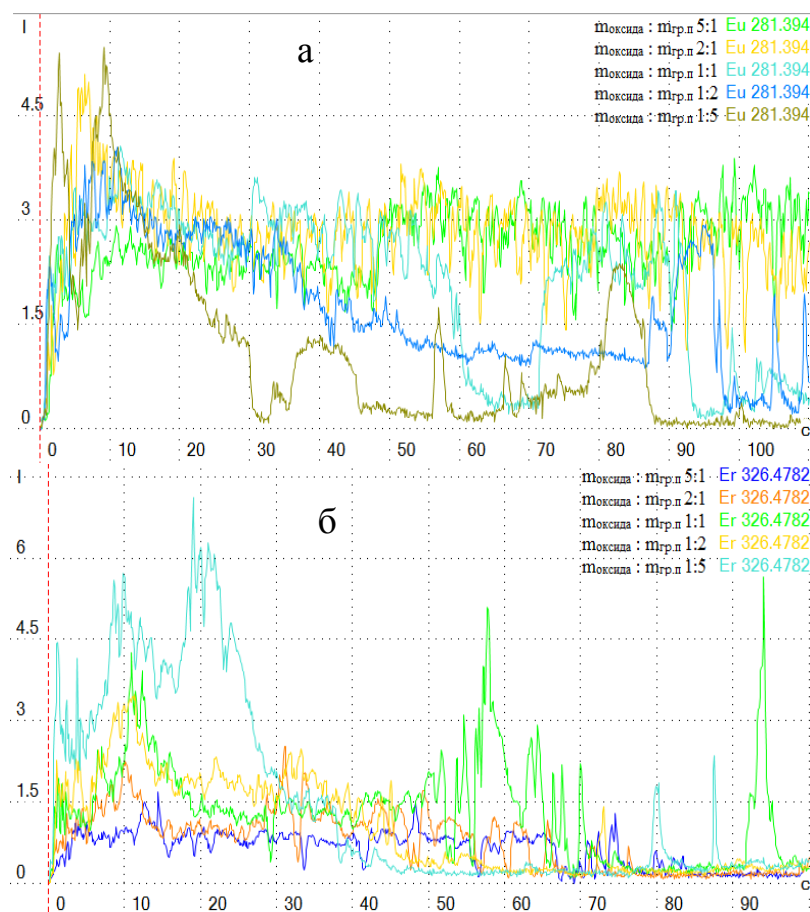 I
а
mоксида : mгр.п 5:1 Eu 281.394
mоксида : mгр.п 2:1 Eu 281.394
mоксида : mгр.п 1:1 Eu 281.394
mоксида : mгр.п 1:2 Eu 281.394
mоксида : mгр.п 1:5 Eu 281.394
4.5
3
1.5
0
0 10 20 30 40 50 60 70 80 90 100 с
I
б
mоксида : mгр.п 5:1 Er 326.4782
mоксида : mгр.п 2:1 Er 326.4782
mоксида : mгр.п 1:1 Er 326.4782
mоксида : mгр.п 1:2 Er 326.4782
mоксида : mгр.п 1:5 Er 326.4782
6
4.5
3
1.5
0
0 10 20 30 40 50 60 70 80 90 с